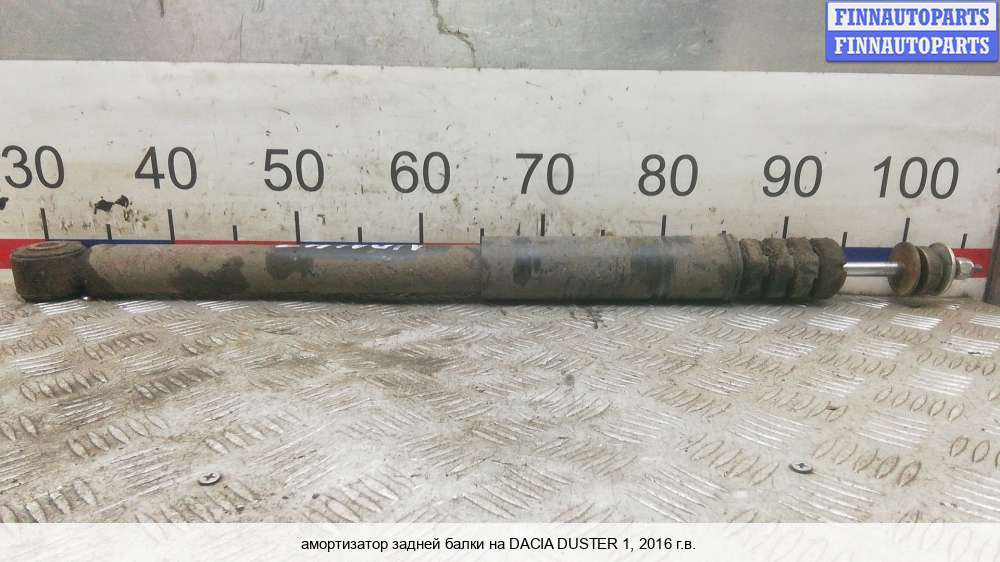 FINNAUTOPARTS
FINNAUTOPARTS
30 40 50 60 70 80 90 100
амортизатор задней балки на DACIA DUSTER 1, 2016 г.в.